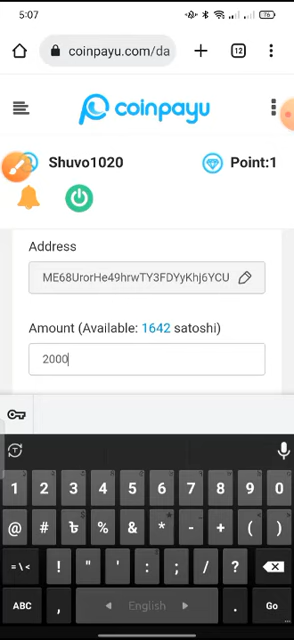 5:07
76
coinpayu.com/da
12
coinpayu
Shuvo1020
Point:1
Address
ME68UrorHe49hrwTY3FDYyKhj6YCU
Amount (Available: 1642 satoshi)
2000
1 2 3 4 5 6 7 8 9 0
@ # ৳ % & * - + ( )
= \ < ! " ' : ; / ?
ABC , English . Go